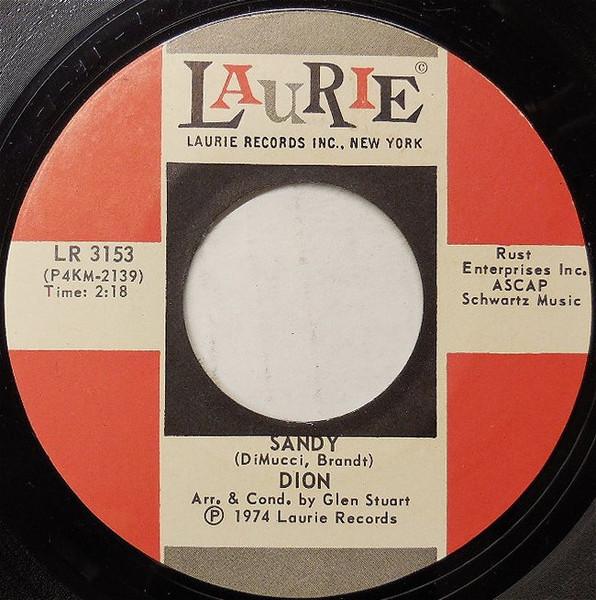 LAURIE ©
LAURIE RECORDS INC., NEW YORK
LR 3153
(P4KM-2139)
Time: 2:18
Rust
Enterprises Inc.
ASCAP
Schwartz Music
SANDY
(DiMucci, Brandt)
DION
Arr. & Cond. by Glen Stuart
Ⓟ 1974 Laurie Records